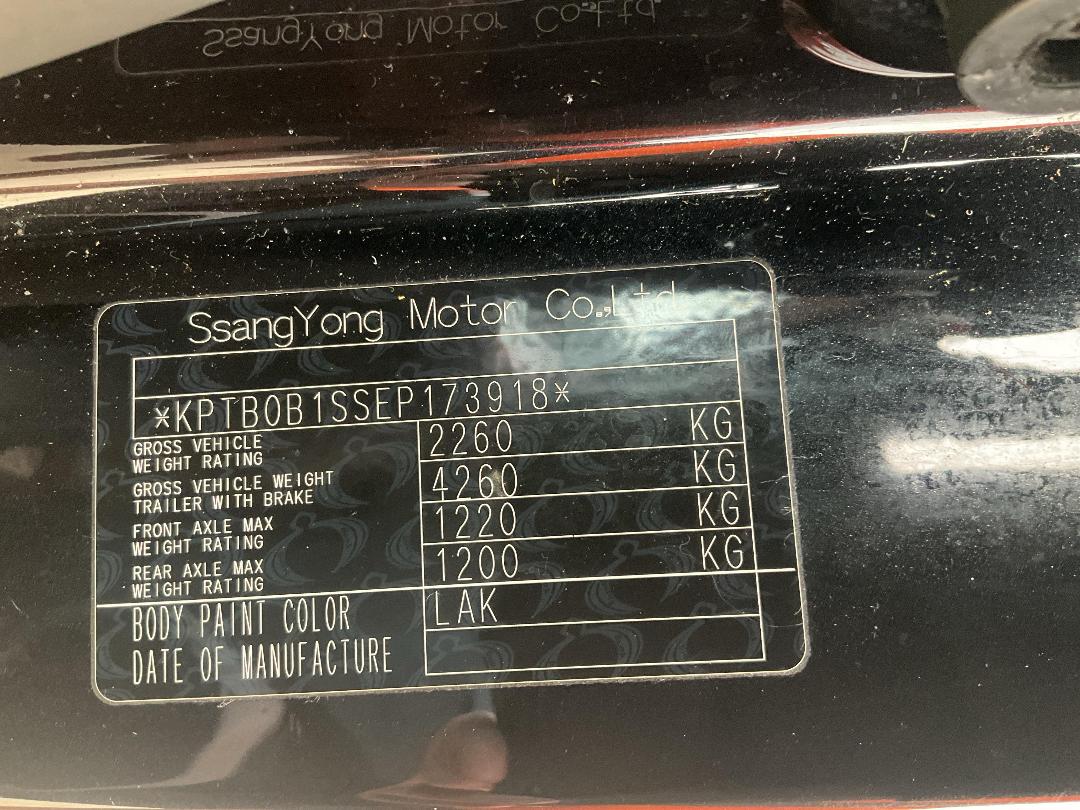 SsangYong Motor Co.,Ltd
SsangYong Motor Co.,Ltd
*KPTB0B1SSEP173918*
GROSS VEHICLE
WEIGHT RATING
2260 KG
GROSS VEHICLE WEIGHT
TRAILER WITH BRAKE
4260 KG
FRONT AXLE MAX
WEIGHT RATING
1220 KG
REAR AXLE MAX
WEIGHT RATING
1200 KG
BODY PAINT COLOR LAK
DATE OF MANUFACTURE